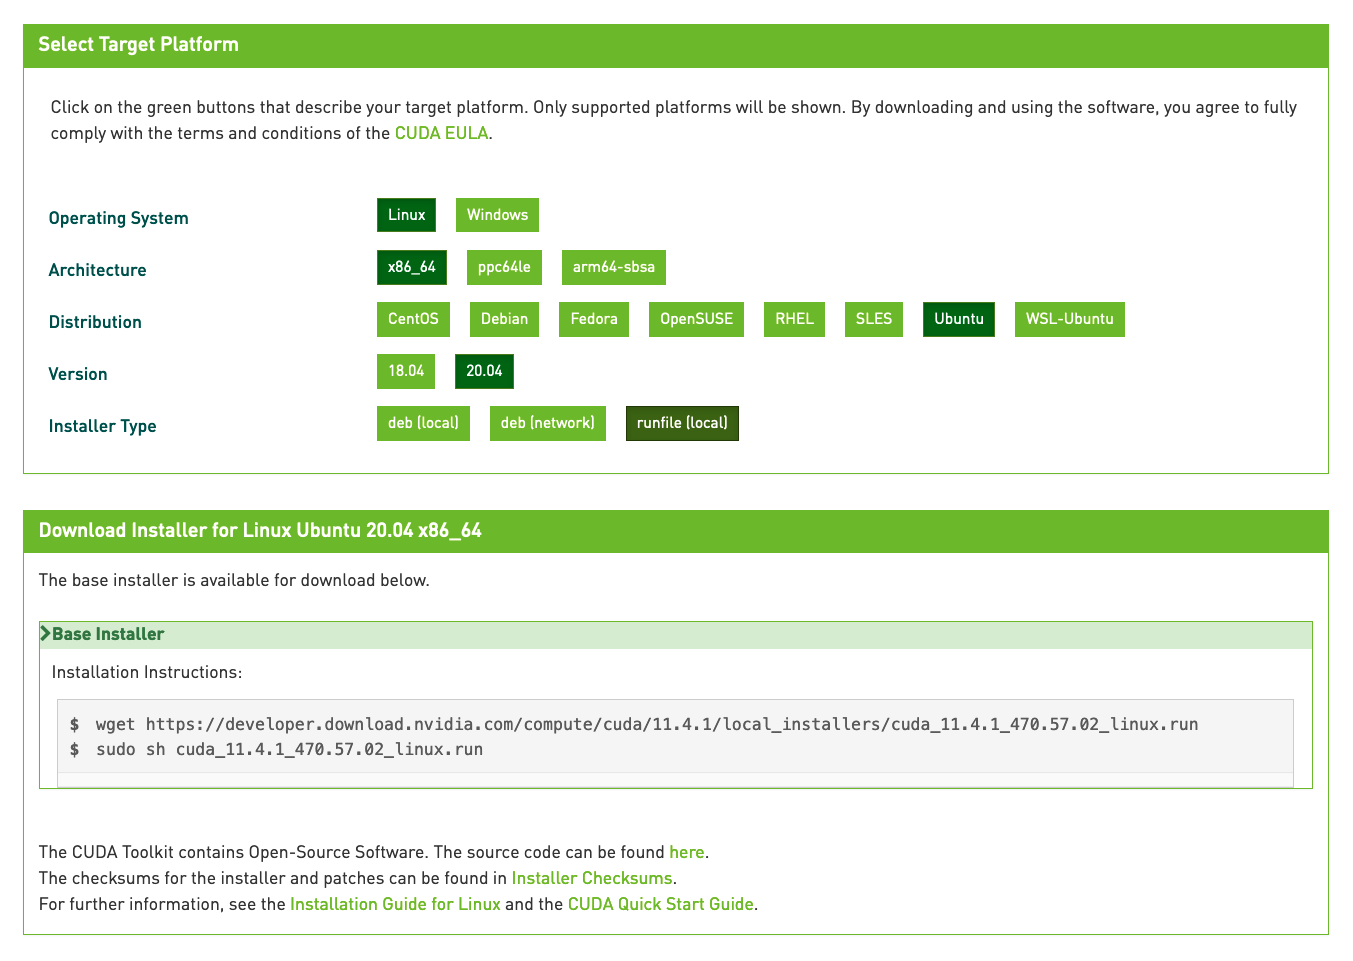 Select Target Platform
Click on the green buttons that describe your target platform. Only supported platforms will be shown. By downloading and using the software, you agree to fully
comply with the terms and conditions of the CUDA EULA.
Operating System Linux Windows
Architecture x86_64 ppc64le arm64-sbsa
Distribution CentOS Debian Fedora OpenSUSE RHEL SLES Ubuntu WSL-Ubuntu
Version 18.04 20.04
Installer Type deb (local) deb (network) runfile (local)
Download Installer for Linux Ubuntu 20.04 x86_64
The base installer is available for download below.
Base Installer
Installation Instructions:
$ wget https://developer.download.nvidia.com/compute/cuda/11.4.1/local_installers/cuda_11.4.1_470.57.02_linux.run
$ sudo sh cuda_11.4.1_470.57.02_linux.run
The CUDA Toolkit contains Open-Source Software. The source code can be found here.
The checksums for the installer and patches can be found in Installer Checksums.
For further information, see the Installation Guide for Linux and the CUDA Quick Start Guide.